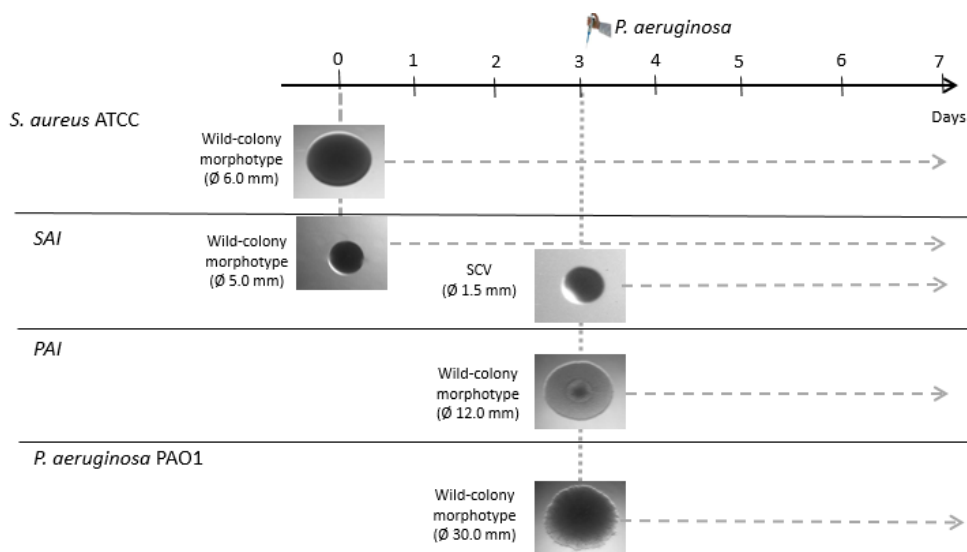 P. aeruginosa
0 1 2 3 4 5 6 7
Days
S. aureus ATCC
Wild-colony
morphotype
(Ø 6.0 mm)
SAI
Wild-colony
morphotype
(Ø 5.0 mm)
SCV
(Ø 1.5 mm)
PAI
Wild-colony
morphotype
(Ø 12.0 mm)
P. aeruginosa PAO1
Wild-colony
morphotype
(Ø 30.0 mm)